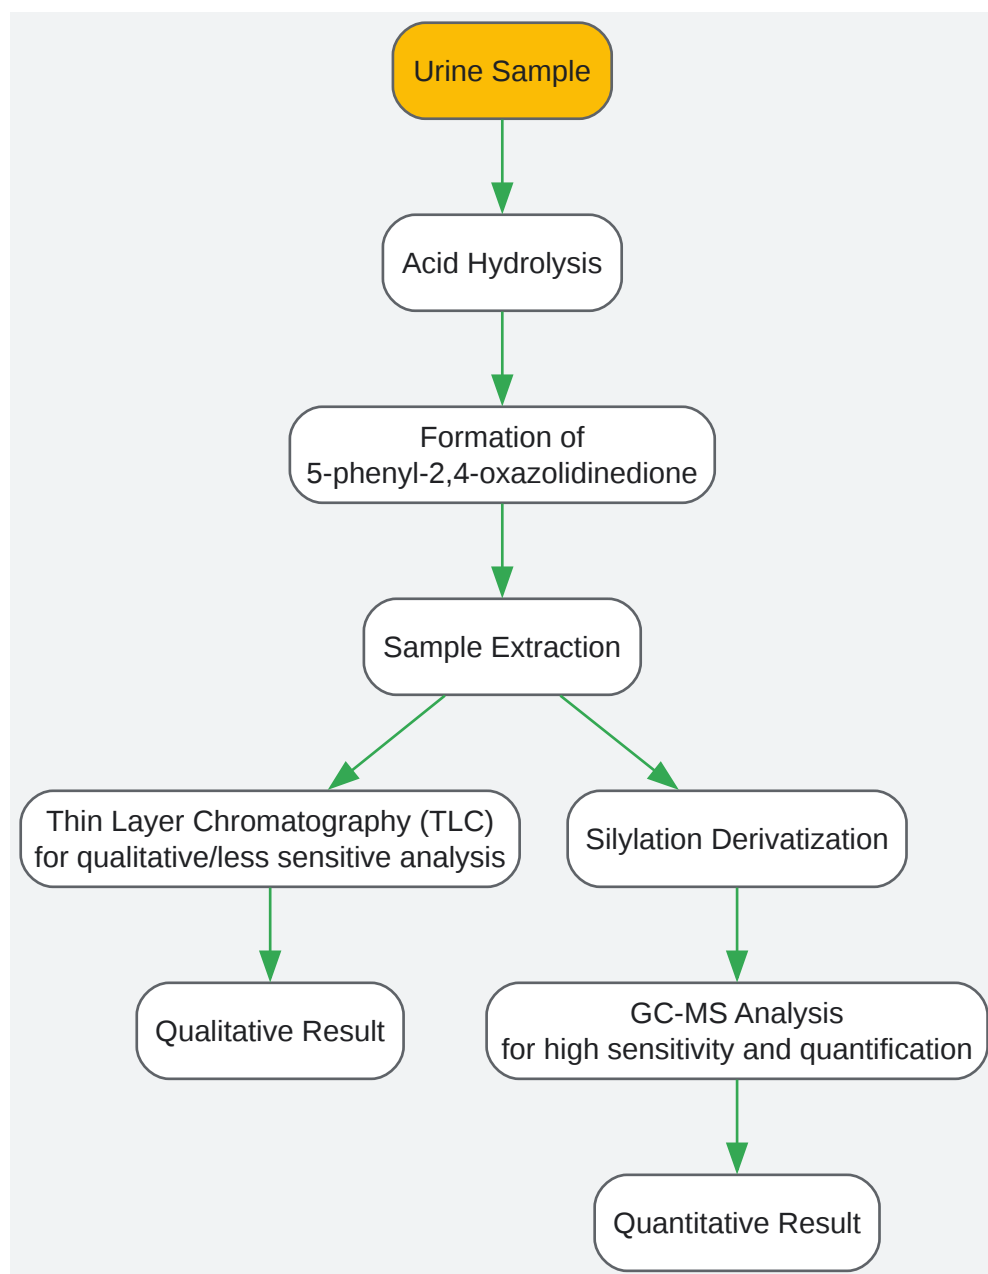 Urine Sample
Acid Hydrolysis
Formation of
5-phenyl-2,4-oxazolidinedione
Sample Extraction
Thin Layer Chromatography (TLC)
for qualitative/less sensitive analysis
Silylation Derivatization
Qualitative Result
GC-MS Analysis
for high sensitivity and quantification
Quantitative Result